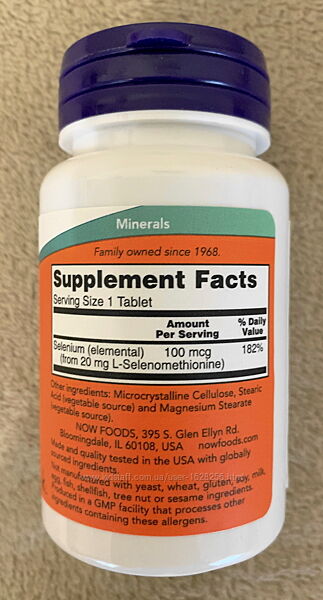 Minerals
Family owned since 1968.
Supplement Facts
Serving Size 1 Tablet
Amount Per Serving
% Daily Value
Selenium (elemental) 100 mcg 182%
(from 20 mg L-Selenomethionine)
Other ingredients: Microcrystalline Cellulose, Stearic
Acid (vegetable source) and Magnesium Stearate
(vegetable source).
NOW FOODS, 395 S. Glen Ellyn Rd.
Bloomingdale, IL 60108, USA nowfoods.com
Made and quality tested in the USA with globally
sourced ingredients.
Not manufactured with yeast, wheat, gluten, soy, milk,
egg, fish, shellfish, tree nut or sesame ingredients.
Produced in a GMP facility that processes other
ingredients containing these allergens.